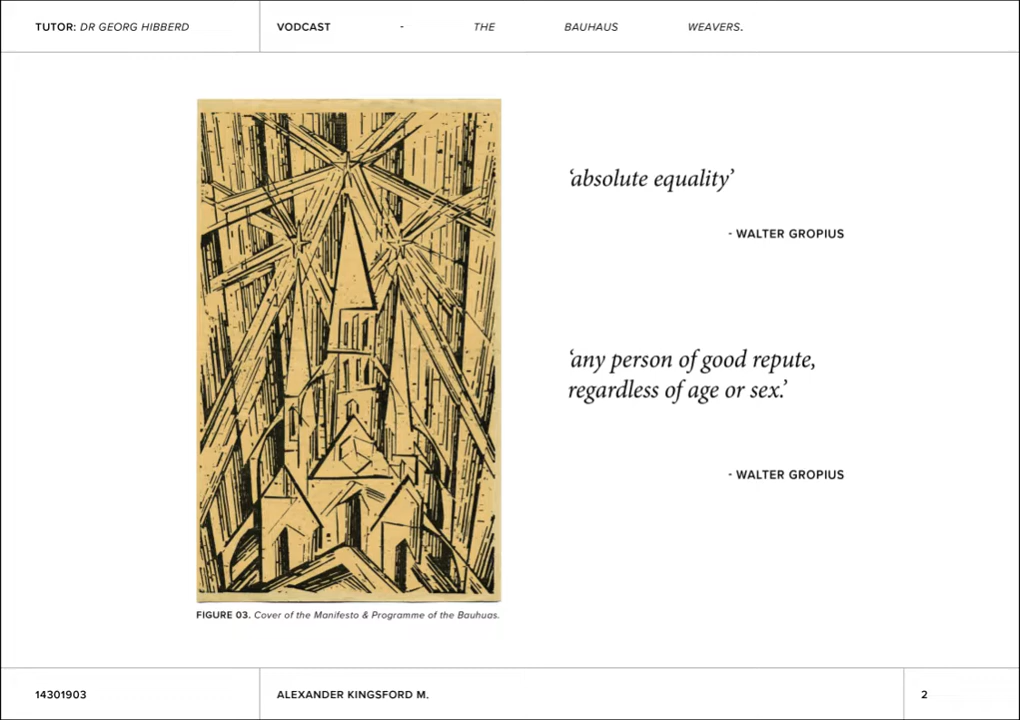 TUTOR: DR GEORG HIBBERD
VODCAST - THE BAUHAUS WEAVERS.
‘absolute equality’
- WALTER GROPIUS
‘any person of good repute,
regardless of age or sex.’
- WALTER GROPIUS
FIGURE 03. Cover of the Manifesto & Programme of the Bauhuas.
14301903
ALEXANDER KINGSFORD M.
2